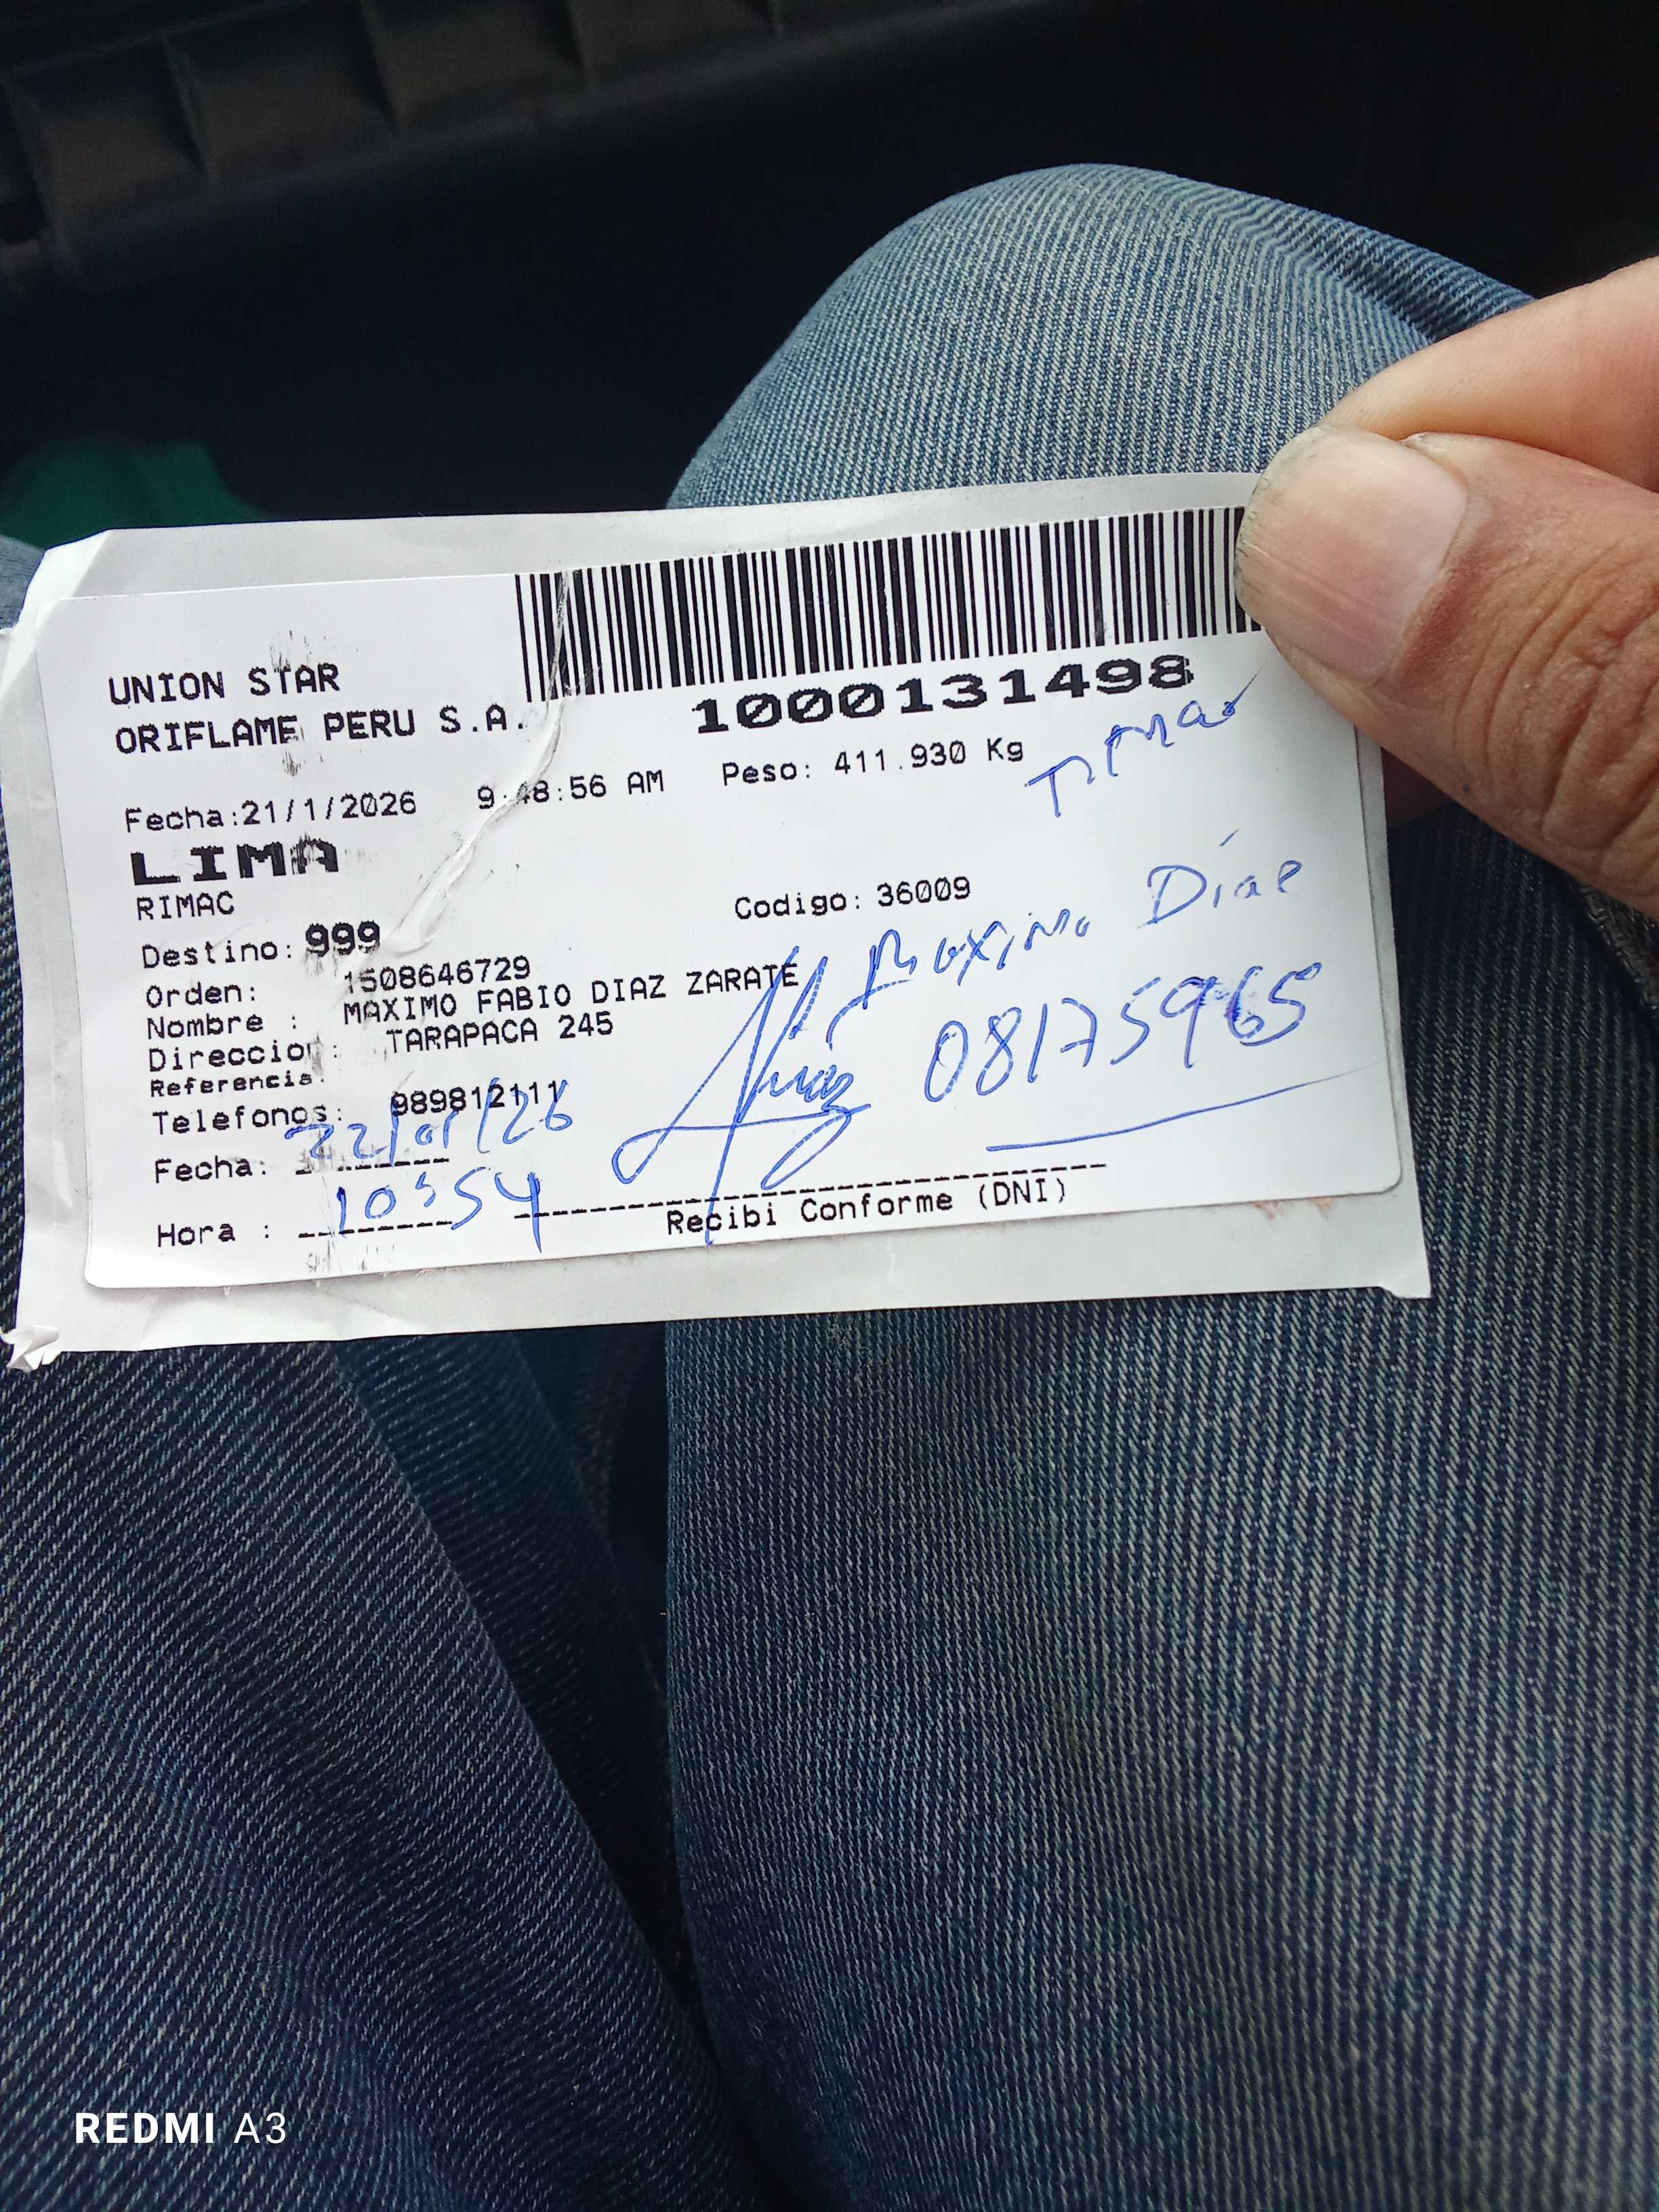 UNION STAR
ORIFLAME PERU S.A.
1000131498
Fecha:21/1/2026 9:48:56 AM Peso: 411.930 Kg
LIMA
RIMAC
Codigo: 36009
Destino: 999
Orden: 1508646729
Nombre : MAXIMO FABIO DIAZ ZARATE
Direccion : TARAPACA 245
Referencia:
Telefonos: 989812111
Maximo Díaz
08175965
Fecha: 22/01/26
Hora : 10:54
Recibi Conforme (DNI)
REDMI A3